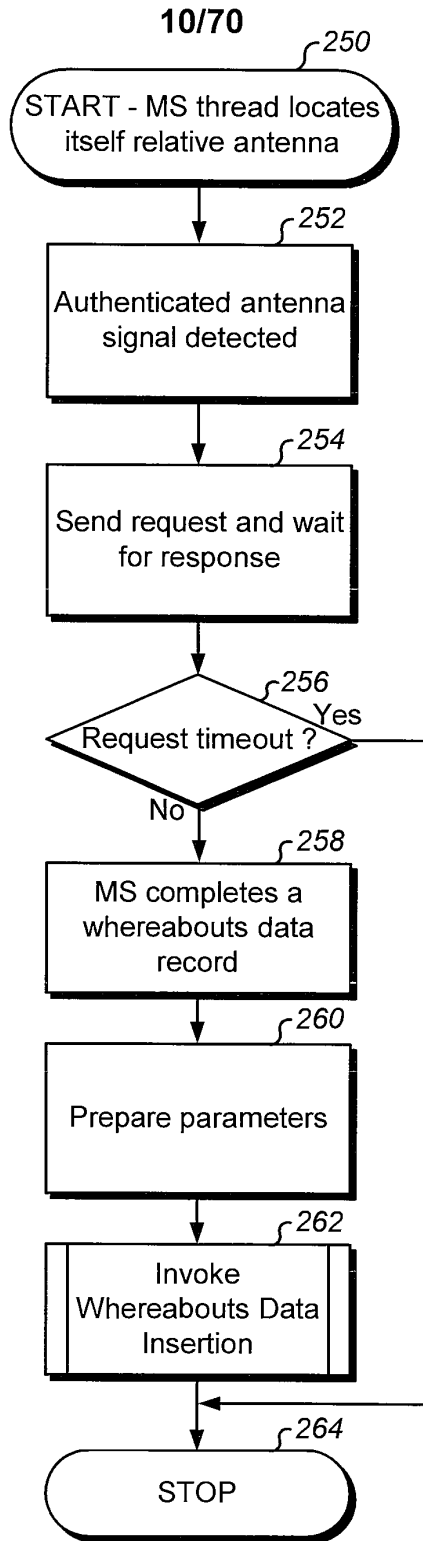 10/70
250
START - MS thread locates
itself relative antenna
252
Authenticated antenna
signal detected
254
Send request and wait
for response
256
Request timeout ?
Yes
No
258
MS completes a
whereabouts data
record
260
Prepare parameters
262
Invoke
Whereabouts Data
Insertion
264
STOP